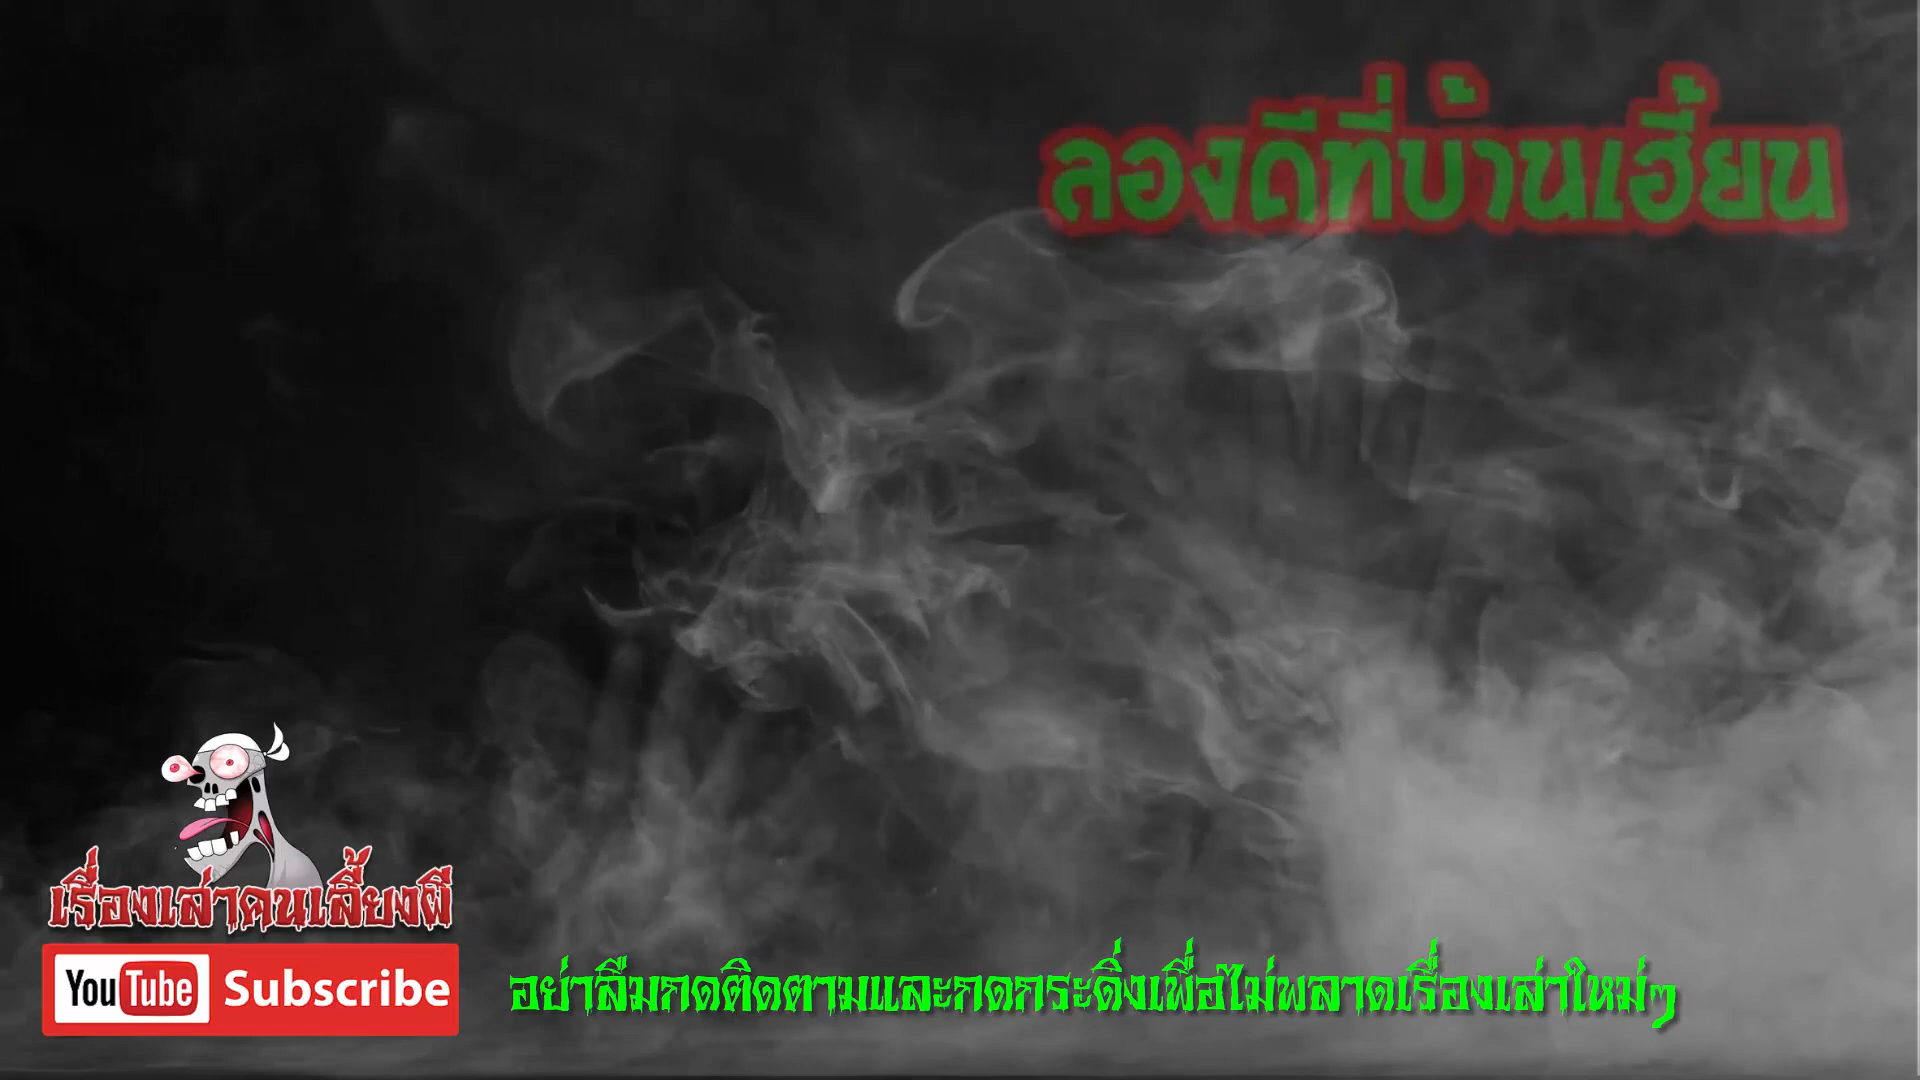 ลองดีที่บ้านเฮี้ยน
เรื่องเล่าคนเลี้ยงผี
YouTube Subscribe
อย่าลืมกดติดตามและกดกระดิ่งเพื่อไม่พลาดเรื่องเล่าใหม่ๆ